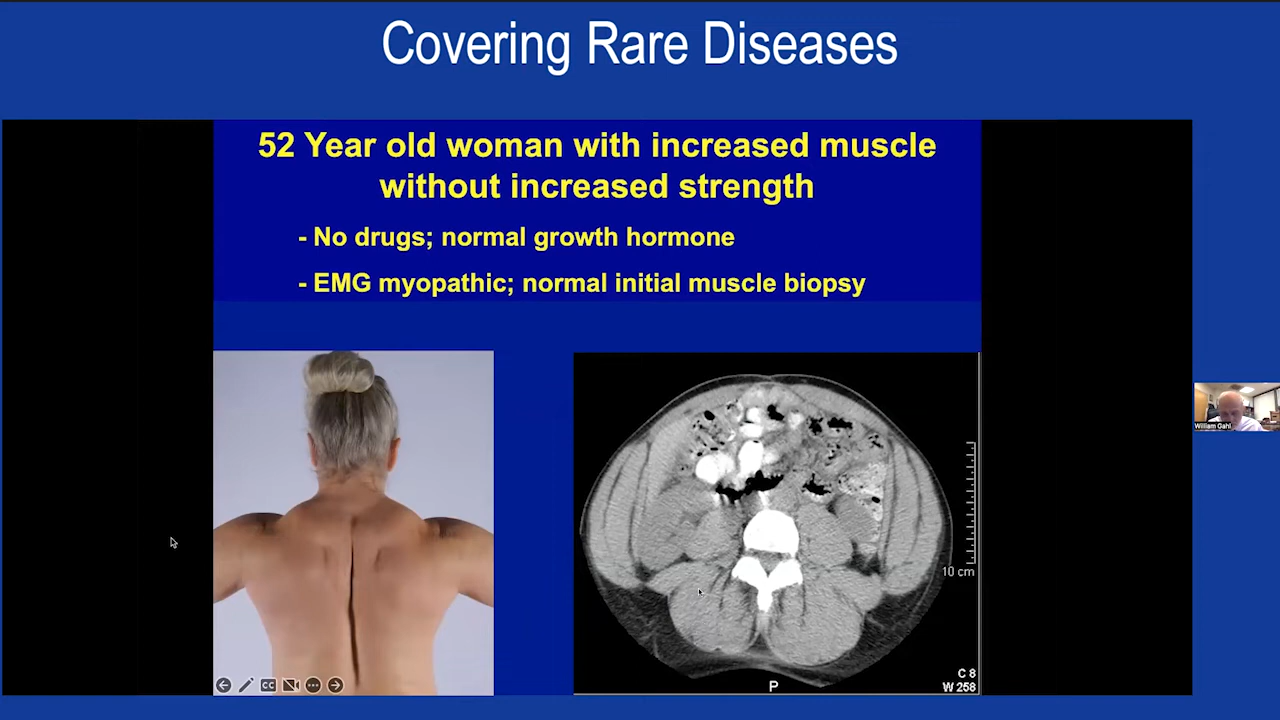 Covering Rare Diseases
52 Year old woman with increased muscle
without increased strength
- No drugs; normal growth hormone
- EMG myopathic; normal initial muscle biopsy
10 cm
C 8
W 258
P
CC
William Gahl